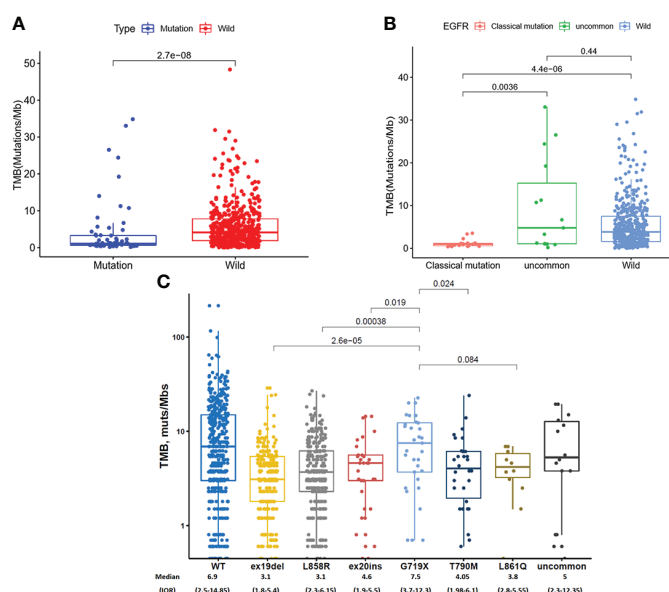 A
Type Mutation Wild
2.7e-08
TMB(Mutations/Mb)
50
40
30
20
10
0
Mutation Wild
B
EGFR Classical mutation uncommon Wild
0.44
4.4e-06
0.0036
TMB(Mutations/Mb)
40
30
20
10
0
Classical mutation uncommon Wild
C
0.024
0.019
0.00038
2.6e-05
0.084
TMB, muts/Mbs
100
10
1
WT ex19del L858R ex20ins G719X T790M L861Q uncommon
Median 6.9 3.1 3.1 4.6 7.5 4.05 3.8 5
(IQR) (2.5-14.85) (1.8-5.4) (2.3-6.15) (1.9-5.5) (3.7-12.3) (1.98-6.1) (2.8-5.55) (2.3-12.35)